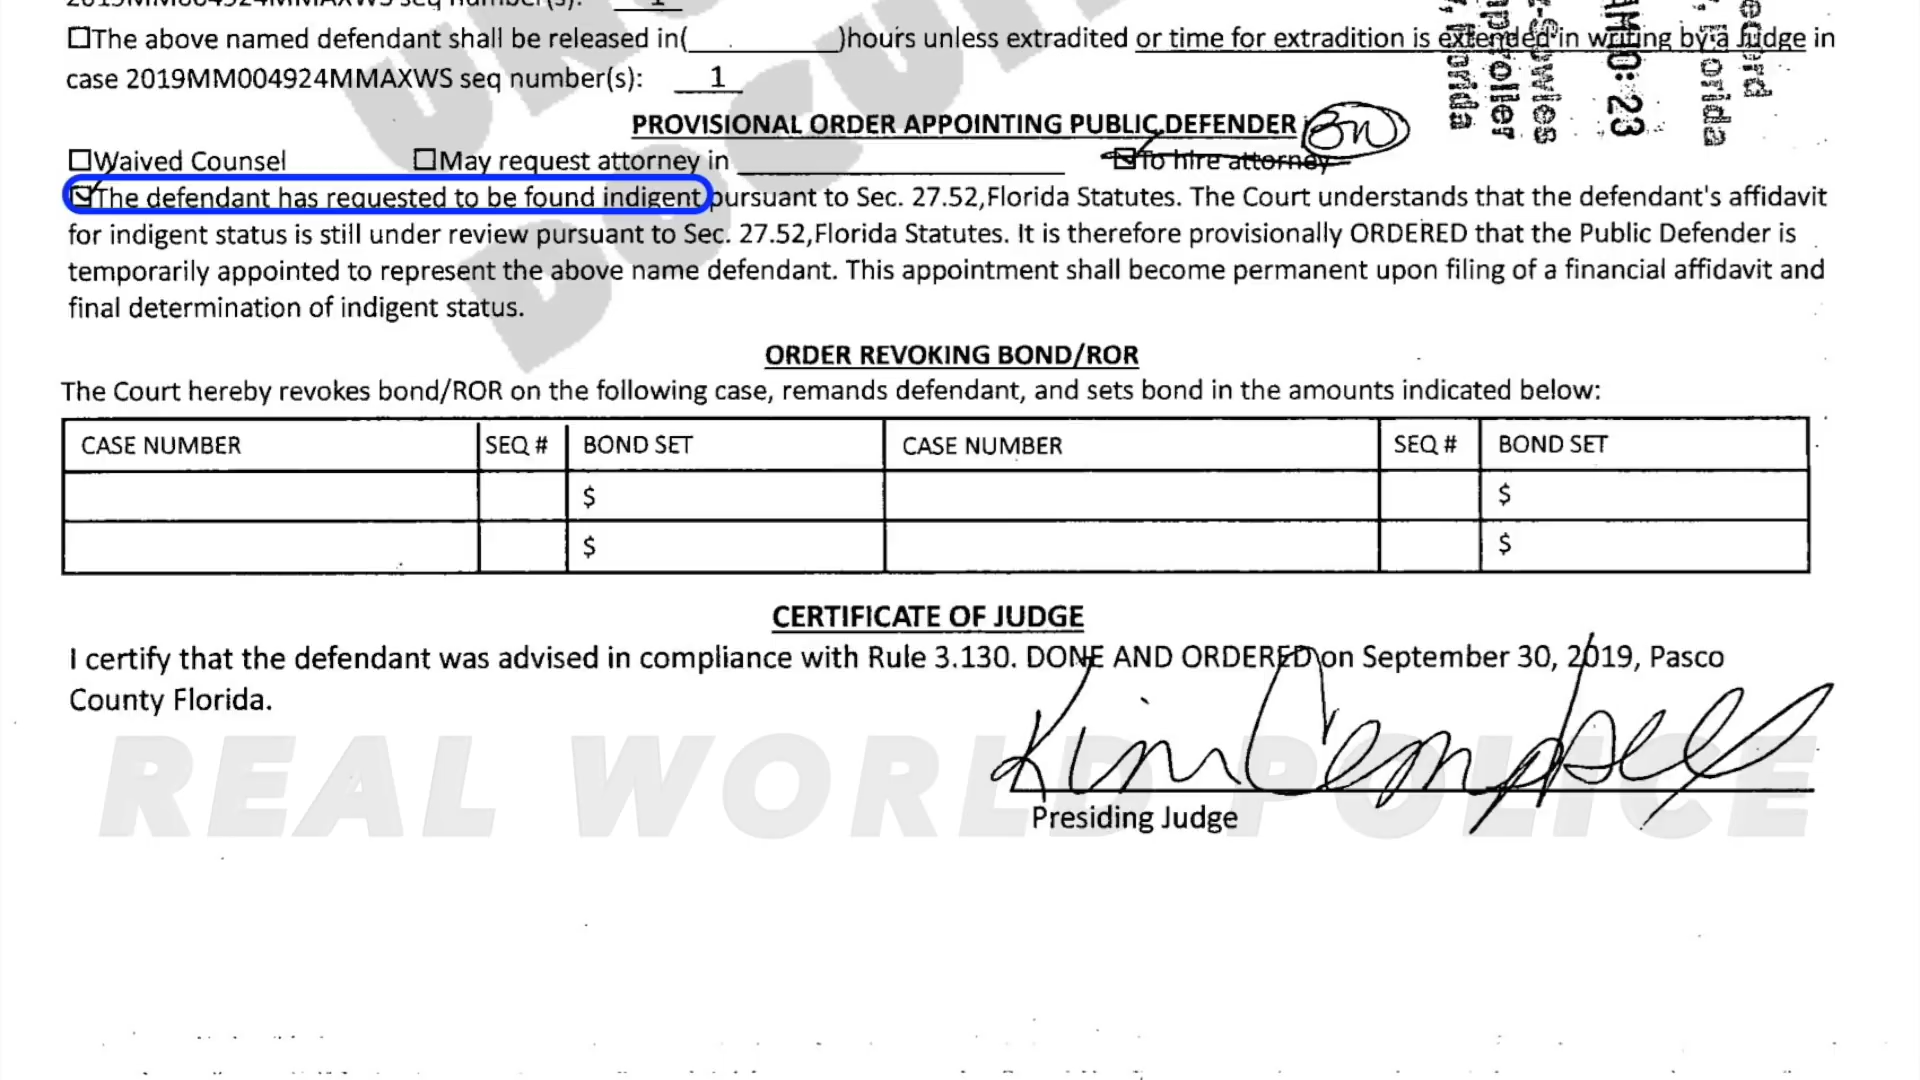 2019MM004924MMAXWS seq number(s): 1
☐The above named defendant shall be released in( )hours unless extradited or time for extradition is extended in writing by a judge in
case 2019MM004924MMAXWS seq number(s): 1
PROVISIONAL ORDER APPOINTING PUBLIC DEFENDER BN
☐Waived Counsel ☐May request attorney in ☑To hire attorney
☑The defendant has requested to be found indigent pursuant to Sec. 27.52,Florida Statutes. The Court understands that the defendant's affidavit
for indigent status is still under review pursuant to Sec. 27.52,Florida Statutes. It is therefore provisionally ORDERED that the Public Defender is
temporarily appointed to represent the above name defendant. This appointment shall become permanent upon filing of a financial affidavit and
final determination of indigent status.
ORDER REVOKING BOND/ROR
The Court hereby revokes bond/ROR on the following case, remands defendant, and sets bond in the amounts indicated below:
CASE NUMBER SEQ # BOND SET CASE NUMBER SEQ # BOND SET
$ $
$ $
CERTIFICATE OF JUDGE
I certify that the defendant was advised in compliance with Rule 3.130. DONE AND ORDERED on September 30, 2019, Pasco
County Florida.
Kim Campbell
Presiding Judge
REAL WORLD POLICE